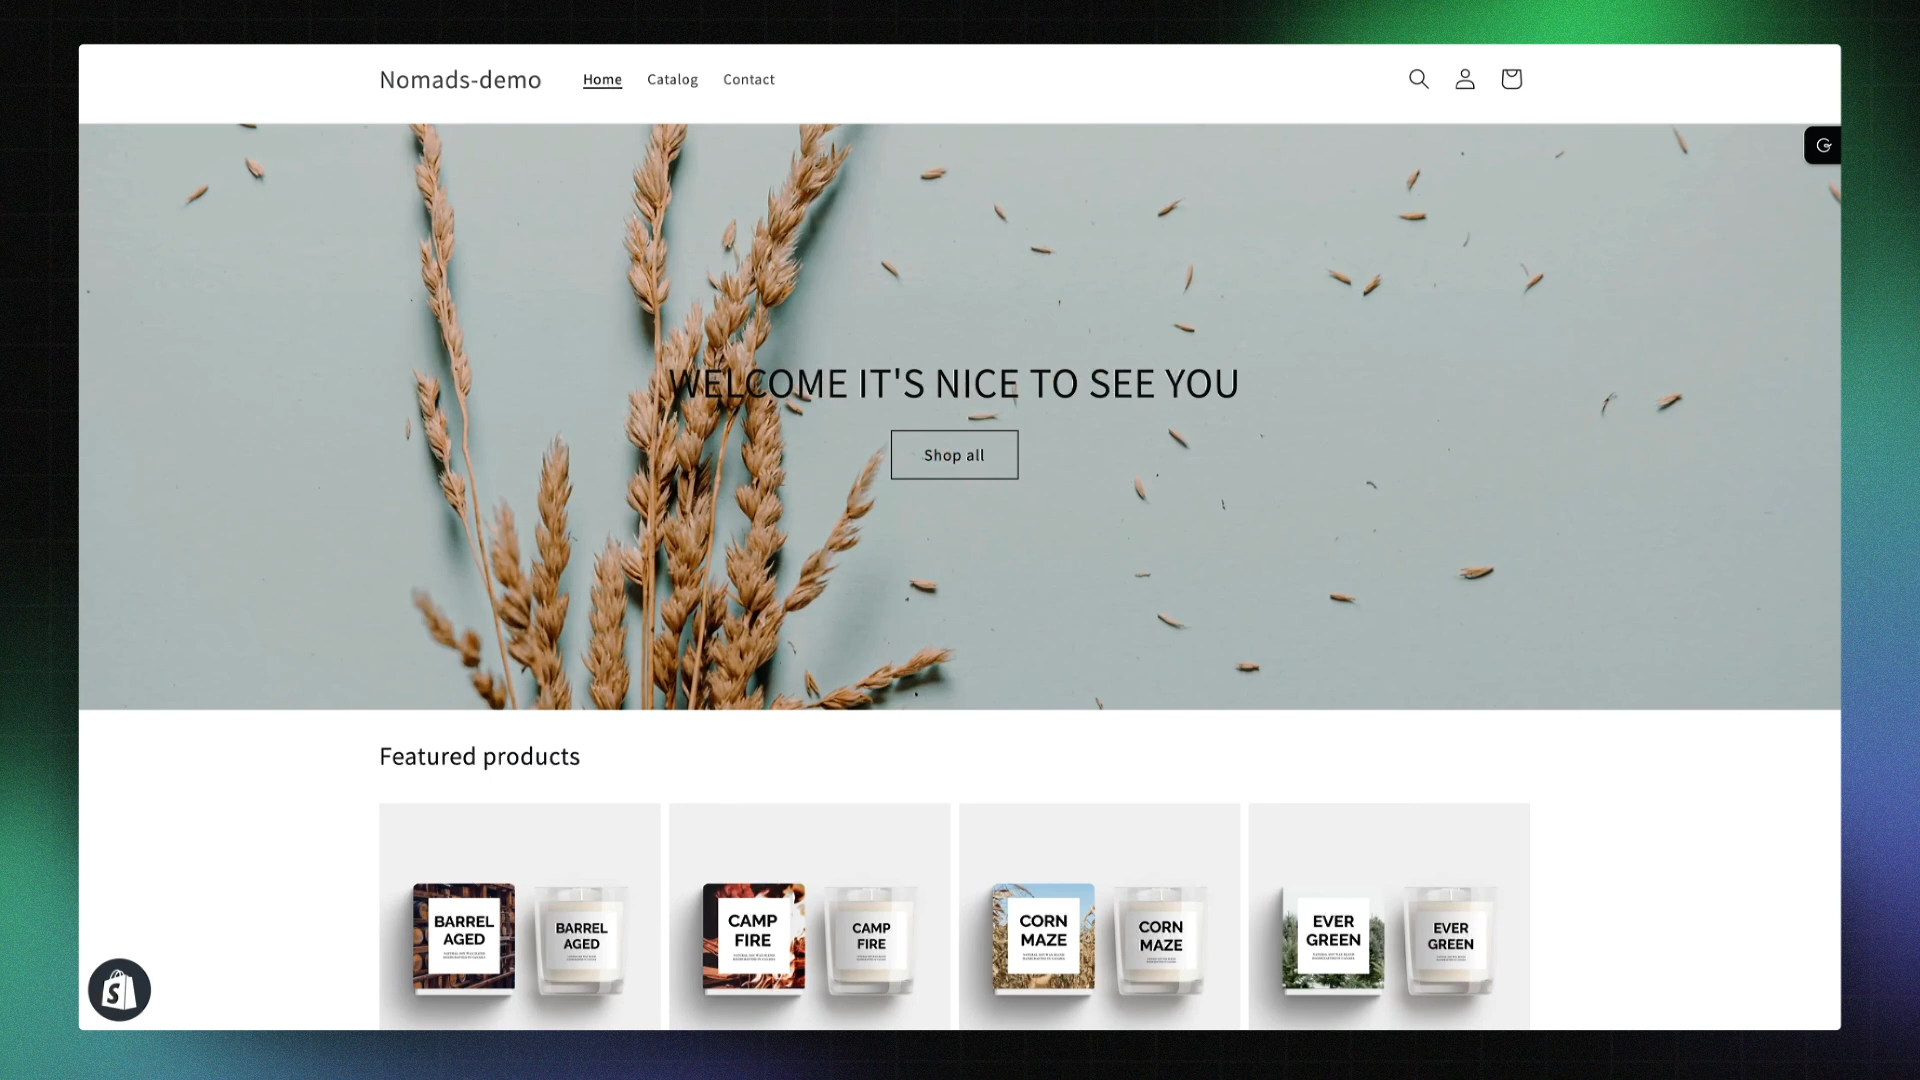 Nomads-demo
Home
Catalog
Contact
WELCOME IT'S NICE TO SEE YOU
Shop all
Featured products
BARREL
AGED
BARREL
AGED
CAMP
FIRE
CAMP
FIRE
CORN
MAZE
CORN
MAZE
EVER
GREEN
EVER
GREEN